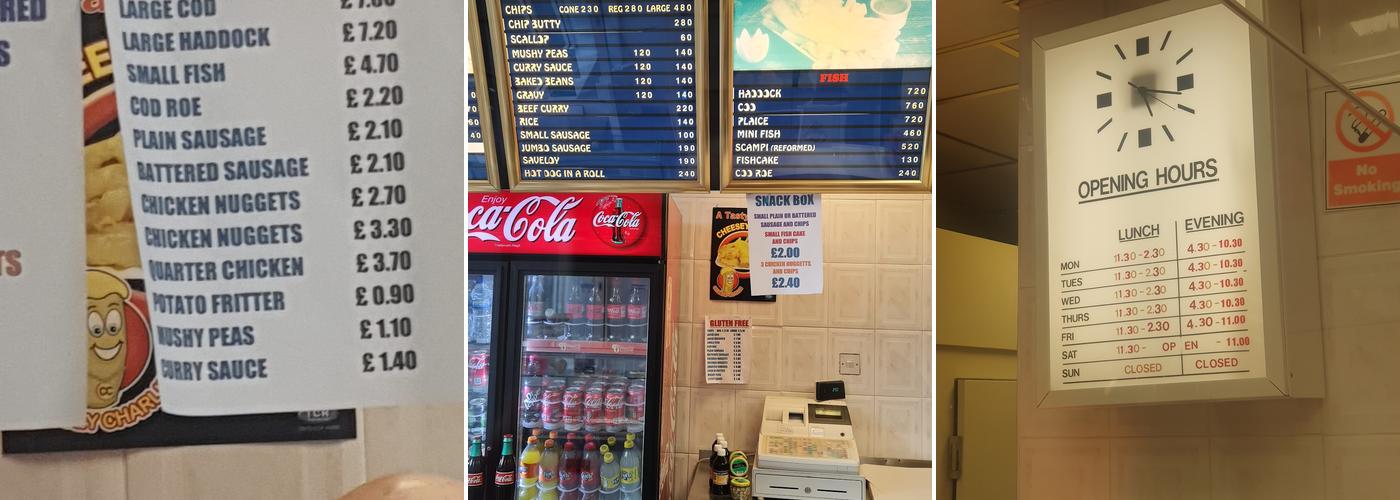 RED
S
TS
LARGE COD £7.60
LARGE HADDOCK £7.20
SMALL FISH £4.70
COD ROE £2.20
PLAIN SAUSAGE £2.10
BATTERED SAUSAGE £2.10
CHICKEN NUGGETS £2.70
CHICKEN NUGGETS £3.30
QUARTER CHICKEN £3.70
POTATO FRITTER £0.90
MUSHY PEAS £1.10
CURRY SAUCE £1.40
TCR
CHIPS CONE 230 REG 280 LARGE 480
CHIP BUTTY 280
SCALLOP 60
MUSHY PEAS 120 140
CURRY SAUCE 120 140
BAKED BEANS 120 140
GRAVY 120 140
BEEF CURRY 220
RICE 140
SMALL SAUSAGE 100
JUMBO SAUSAGE 190
SAVELOY 190
HOT DOG IN A ROLL 240
FISH
HADDOCK 720
COD 760
PLAICE 720
MINI FISH 460
SCAMPI (REFORMED) 520
FISHCAKE 130
COD ROE 240
Enjoy
Coca-Cola
Coca-Cola
A Tasty
CHEESEY
SNACK BOX
SMALL PLAIN OR BATTERED
SAUSAGE AND CHIPS
SMALL FISH CAKE
AND CHIPS
£2.00
3 CHICKEN NUGGETTS
AND CHIPS
£2.40
GLUTEN FREE
OPENING HOURS
LUNCH EVENING
MON 11.30-2.30 4.30-10.30
TUES 11.30-2.30 4.30-10.30
WED 11.30-2.30 4.30-10.30
THURS 11.30-2.30 4.30-10.30
FRI 11.30-2.30 4.30-11.00
SAT 11.30- OPEN -11.00
SUN CLOSED CLOSED
No
Smoking